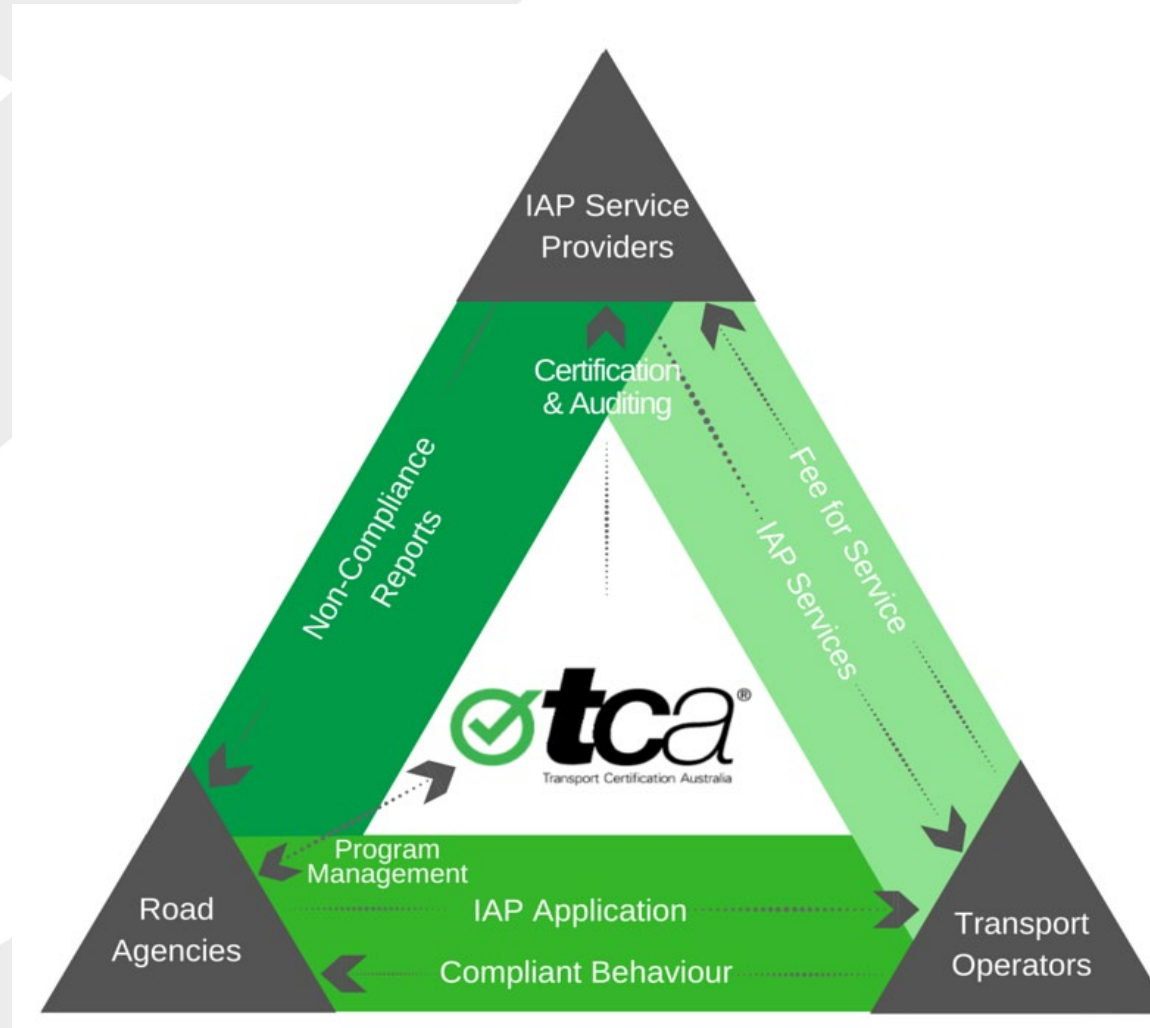 IAP Service
Providers
Certification
& Auditing
Non-Compliance
Reports
Fee for Service
IAP Services
tca®
Transport Certification Australia
Program
Management
Road
Agencies
IAP Application
Compliant Behaviour
Transport
Operators